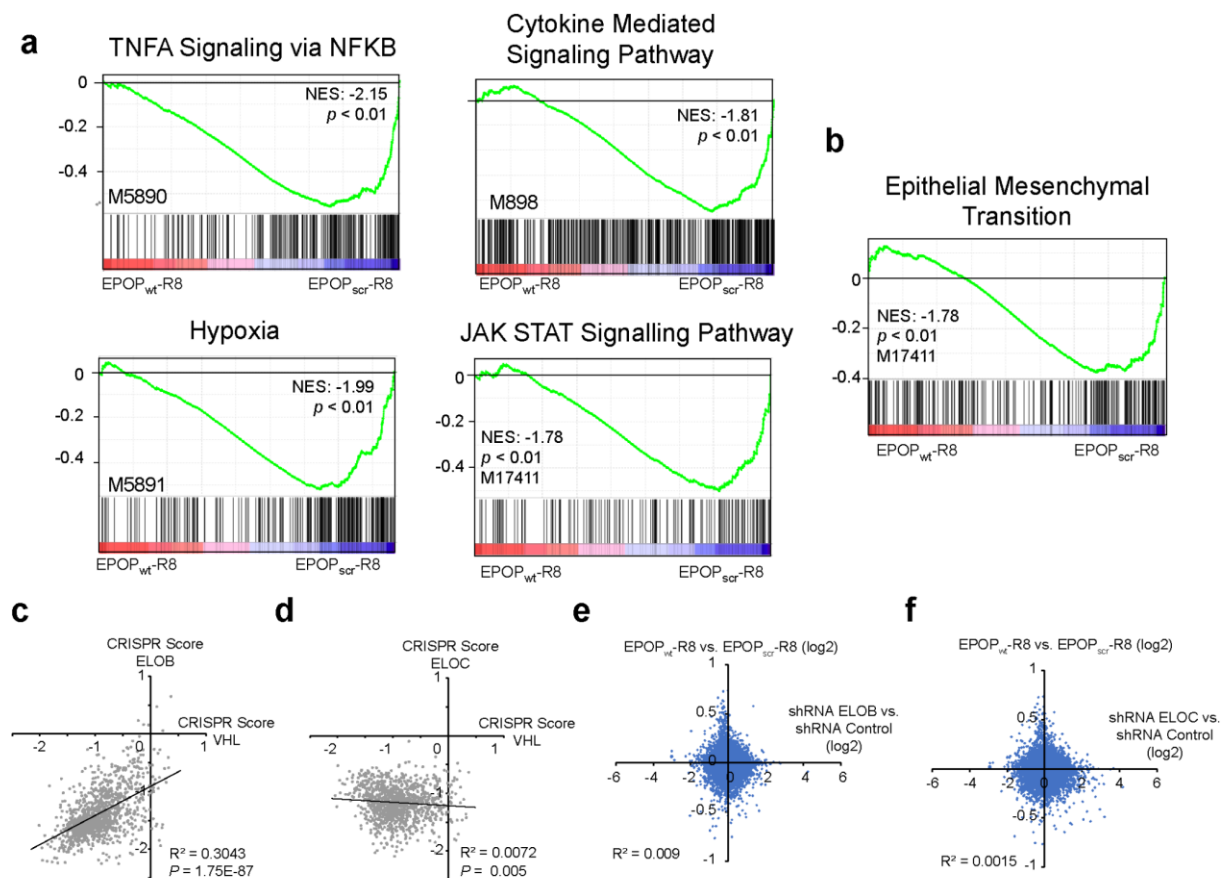 a
TNFA Signaling via NFKB
0
-0.2
-0.4
NES: -2.15
p < 0.01
M5890
EPOPwt-R8
EPOPscr-R8
Cytokine Mediated
Signaling Pathway
NES: -1.81
p < 0.01
M898
EPOPwt-R8
EPOPscr-R8
Hypoxia
0
-0.2
-0.4
NES: -1.99
p < 0.01
M5891
EPOPwt-R8
EPOPscr-R8
JAK STAT Signalling Pathway
0
-0.2
-0.4
NES: -1.78
p < 0.01
M17411
EPOPwt-R8
EPOPscr-R8
b
Epithelial Mesenchymal
Transition
0
-0.2
-0.4
NES: -1.78
p < 0.01
M17411
EPOPwt-R8
EPOPscr-R8
c
CRISPR Score
ELOB
1
CRISPR Score
VHL
-2
-1
0
1
-1
-2
R² = 0.3043
P = 1.75E-87
d
CRISPR Score
ELOC
1
CRISPR Score
VHL
-2
-1
0
1
-1
-2
R² = 0.0072
P = 0.005
e
EPOPwt-R8 vs. EPOPscr-R8 (log2)
1
0.5
shRNA ELOB vs.
shRNA Control
(log2)
-6
-4
-2
0
0
2
4
6
-0.5
-1
R² = 0.009
f
EPOPwt-R8 vs. EPOPscr-R8 (log2)
1
0.5
shRNA ELOC vs.
shRNA Control
(log2)
-6
-4
-2
0
0
2
4
6
-0.5
-1
R² = 0.0015